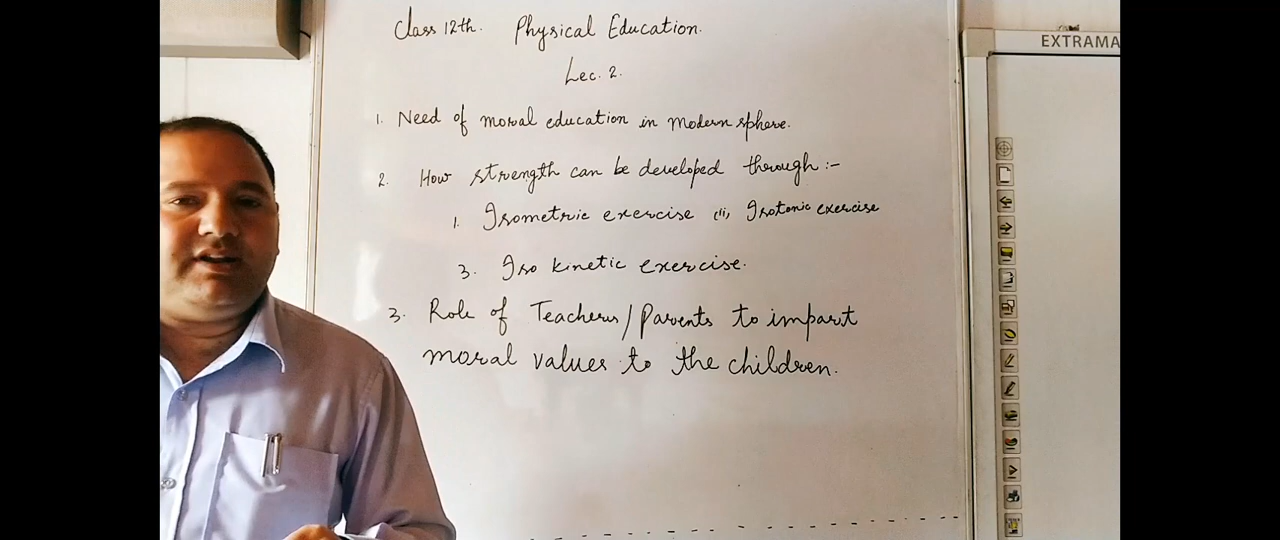 Class 12th. Physical Education.
Lec. 2.
1. Need of moral education in modern sphere.
2. How strength can be developed through :-
1. Isometric exercise (ii) Isotonic exercise
3. Iso kinetic exercise.
3. Role of Teachers/Parents to impart
moral values to the children.
EXTRAMA